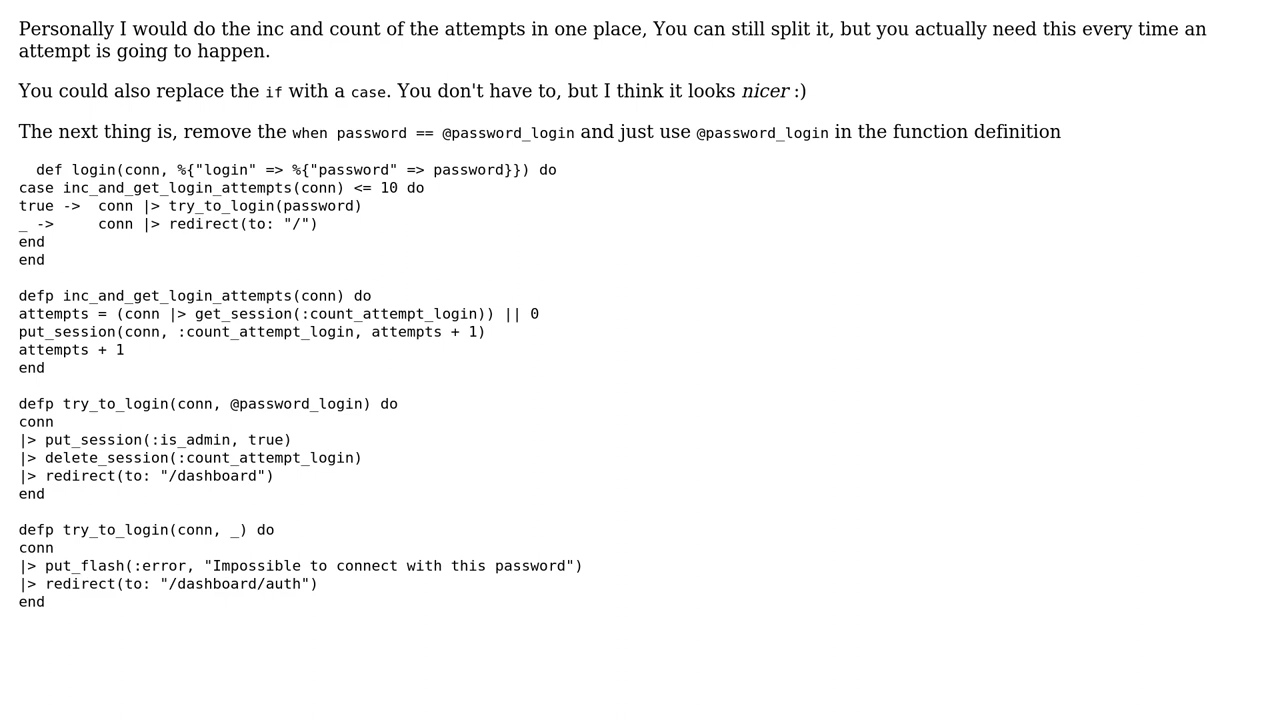 Personally I would do the inc and count of the attempts in one place, You can still split it, but you actually need this every time an
attempt is going to happen.
You could also replace the if with a case. You don't have to, but I think it looks nicer :)
The next thing is, remove the when password == @password_login and just use @password_login in the function definition
  def login(conn, %{"login" => %{"password" => password}}) do
case inc_and_get_login_attempts(conn) <= 10 do
true ->  conn |> try_to_login(password)
_ ->     conn |> redirect(to: "/")
end
end
defp inc_and_get_login_attempts(conn) do
attempts = (conn |> get_session(:count_attempt_login)) || 0
put_session(conn, :count_attempt_login, attempts + 1)
attempts + 1
end
defp try_to_login(conn, @password_login) do
conn
|> put_session(:is_admin, true)
|> delete_session(:count_attempt_login)
|> redirect(to: "/dashboard")
end
defp try_to_login(conn, _) do
conn
|> put_flash(:error, "Impossible to connect with this password")
|> redirect(to: "/dashboard/auth")
end